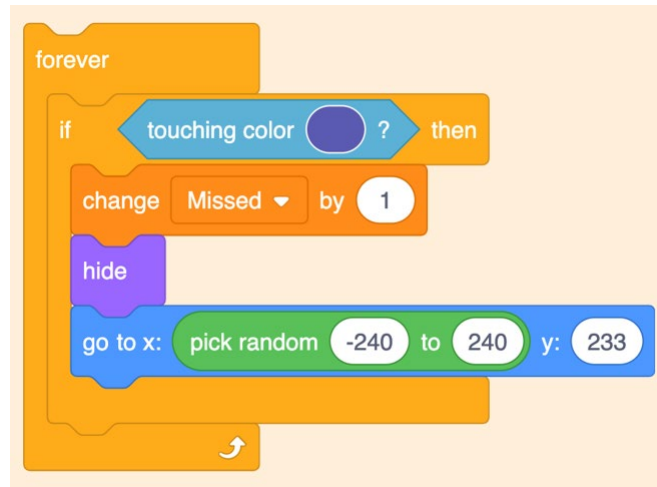 forever
if touching color ? then
change Missed by 1
hide
go to x: pick random -240 to 240 y: 233